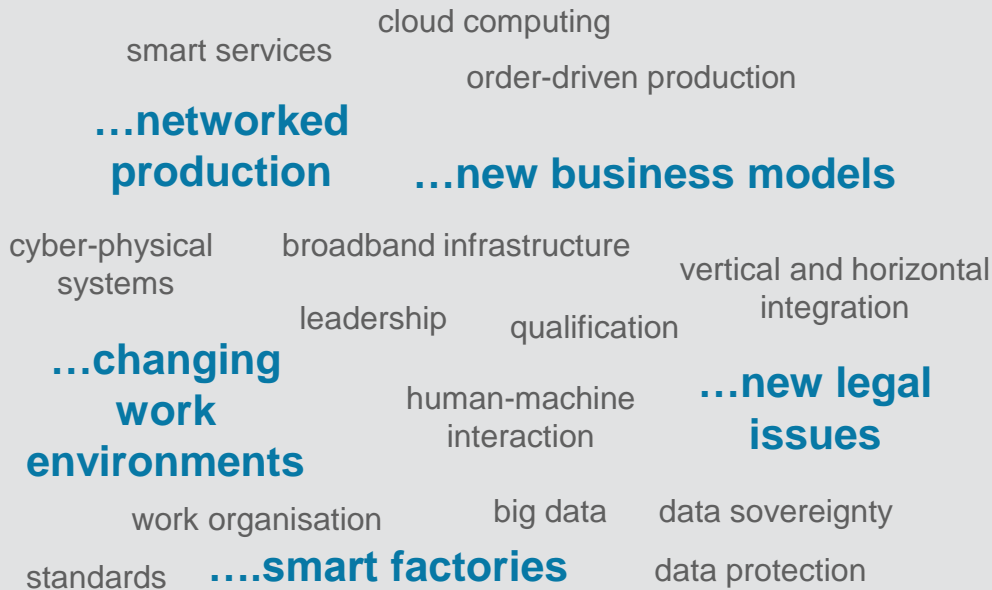 cloud computing
smart services
order-driven production
…networked
production
…new business models
cyber-physical
systems
broadband infrastructure
vertical and horizontal
integration
leadership
qualification
…changing
work
environments
human-machine
interaction
…new legal
issues
work organisation
big data
data sovereignty
standards
….smart factories
data protection